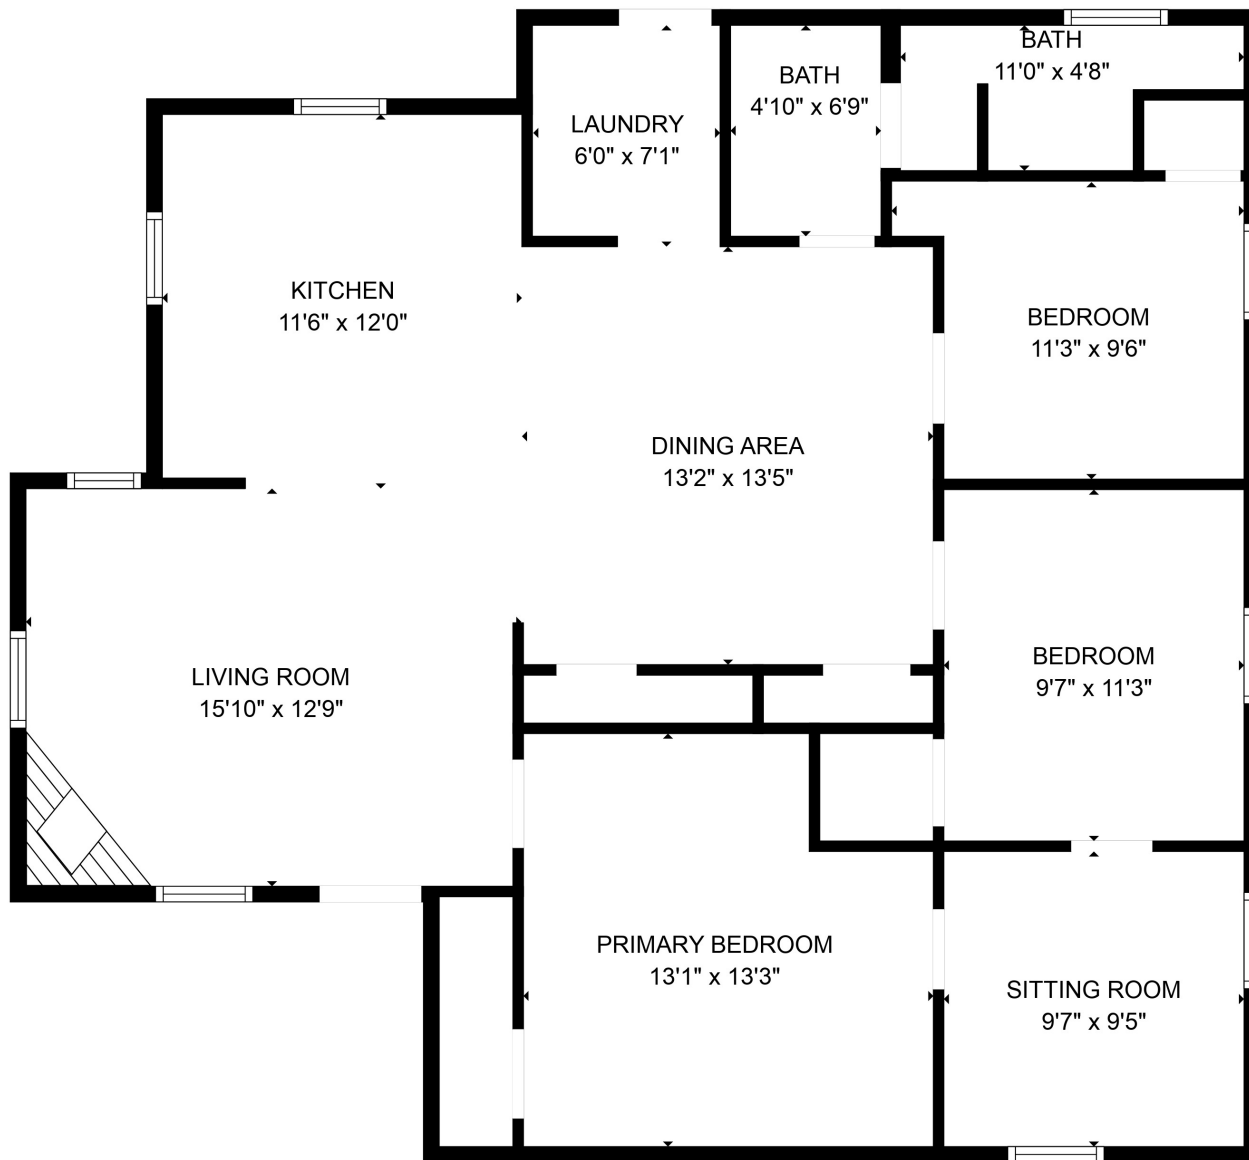 BATH
11'0" x 4'8"
BATH
4'10" x 6'9"
LAUNDRY
6'0" x 7'1"
KITCHEN
11'6" x 12'0"
BEDROOM
11'3" x 9'6"
DINING AREA
13'2" x 13'5"
BEDROOM
9'7" x 11'3"
LIVING ROOM
15'10" x 12'9"
PRIMARY BEDROOM
13'1" x 13'3"
SITTING ROOM
9'7" x 9'5"